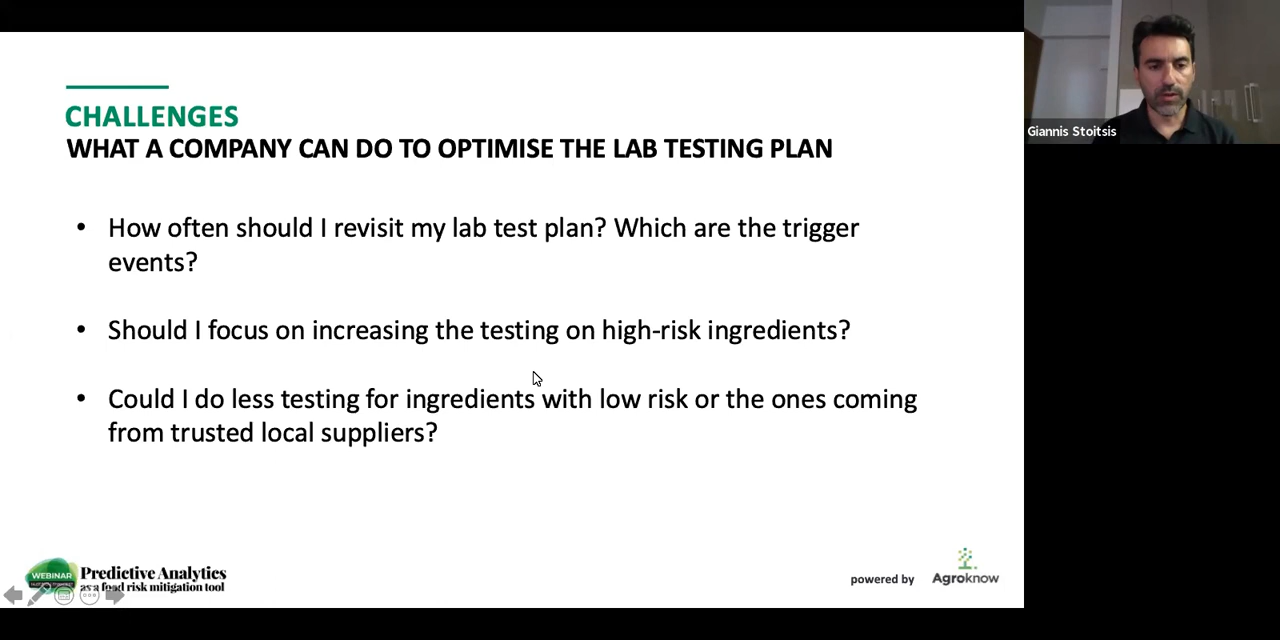 CHALLENGES
WHAT A COMPANY CAN DO TO OPTIMISE THE LAB TESTING PLAN
• How often should I revisit my lab test plan? Which are the trigger
events?
• Should I focus on increasing the testing on high-risk ingredients?
• Could I do less testing for ingredients with low risk or the ones coming
from trusted local suppliers?
WEBINAR
Predictive Analytics
as a food risk mitigation tool
powered by
Agroknow
Giannis Stoitsis